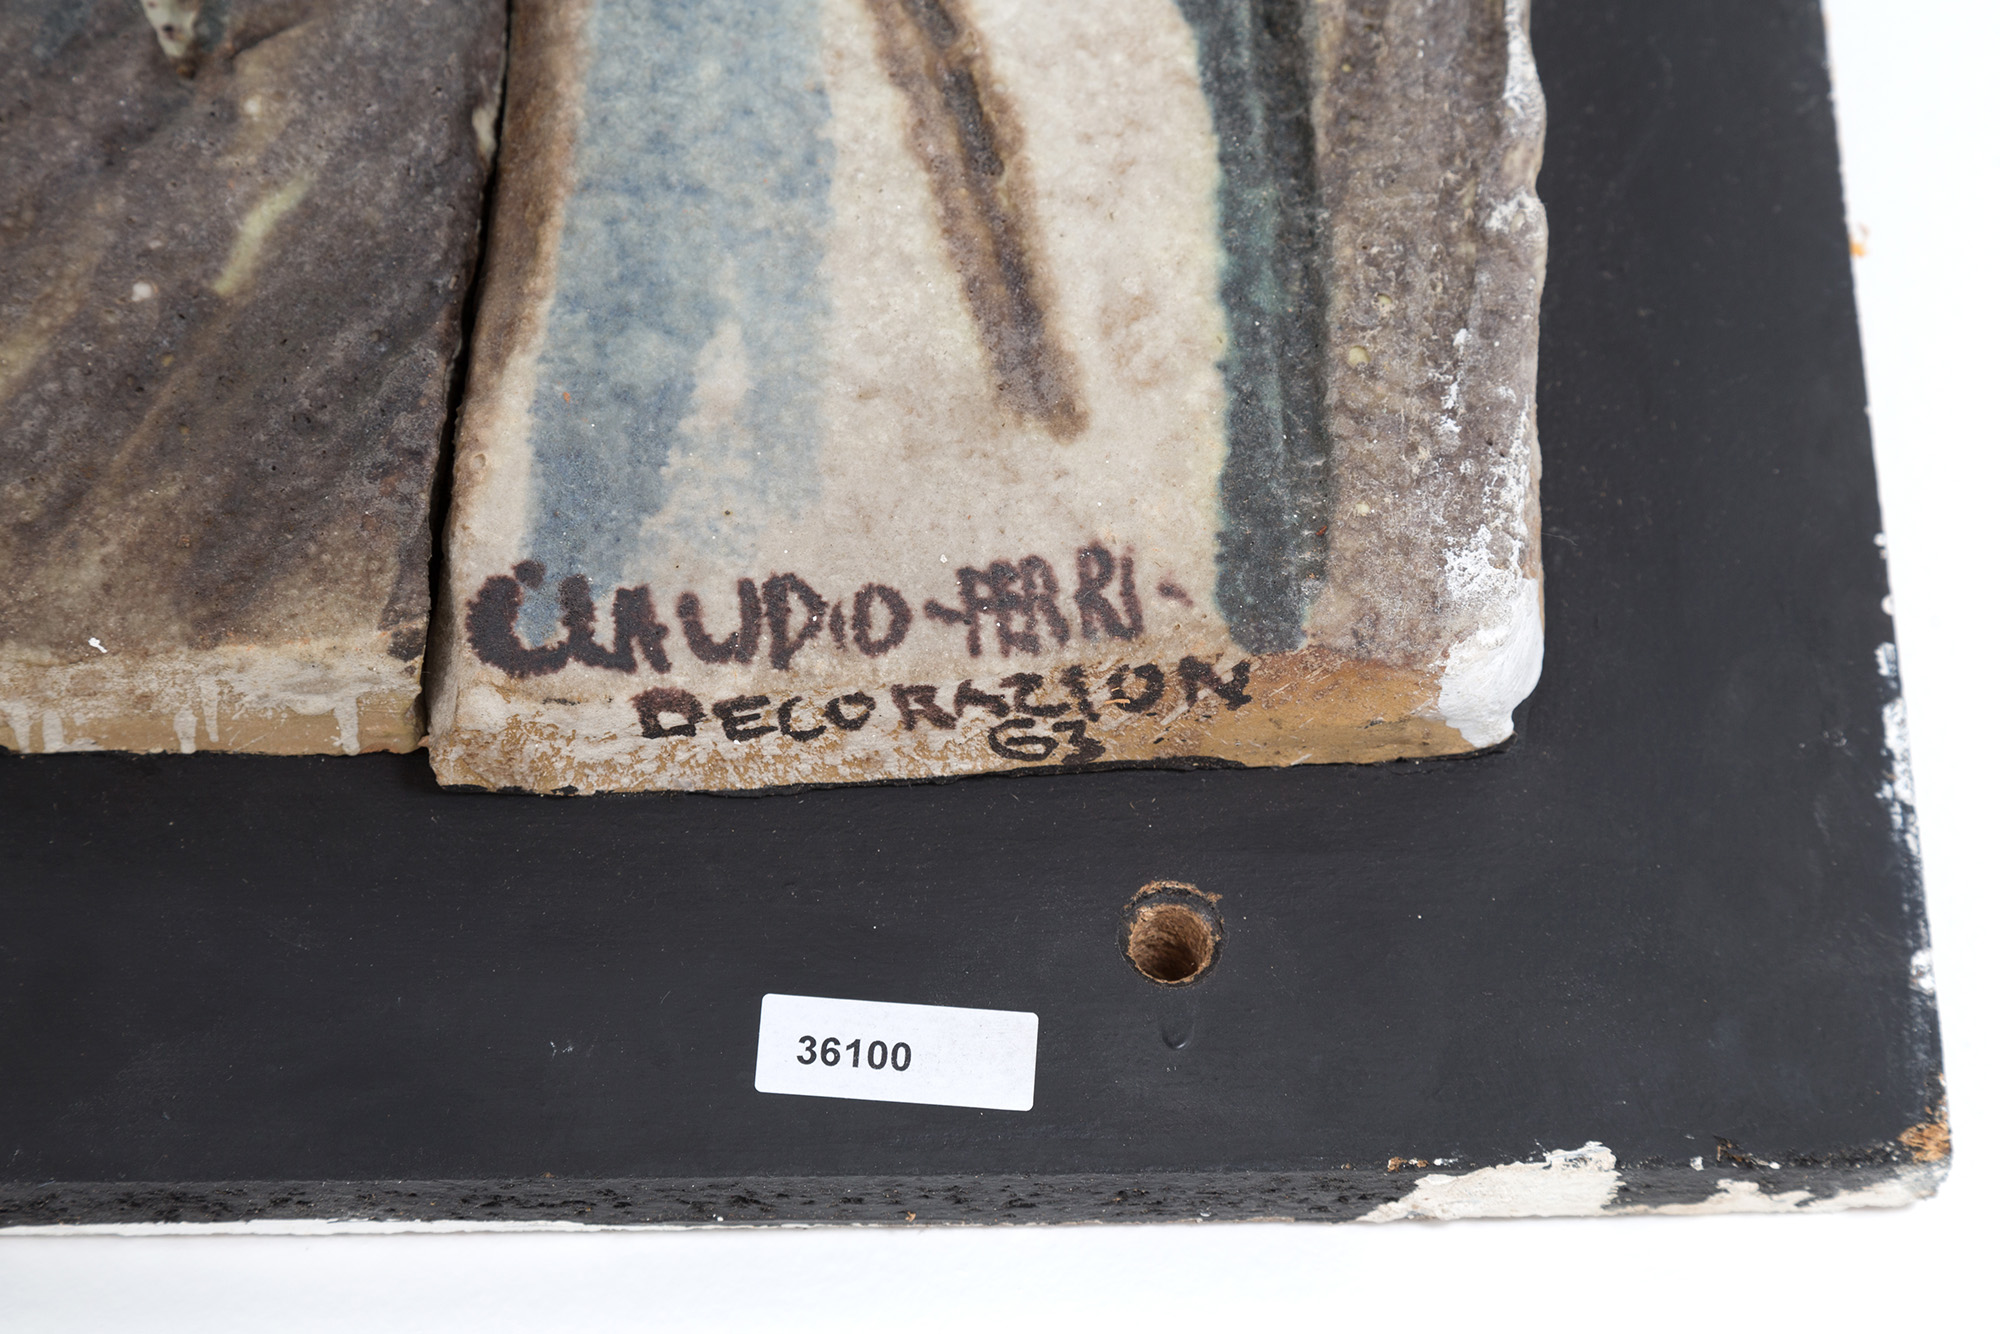 CLAUDIO-FERRI-
DECORAZION
63
36100